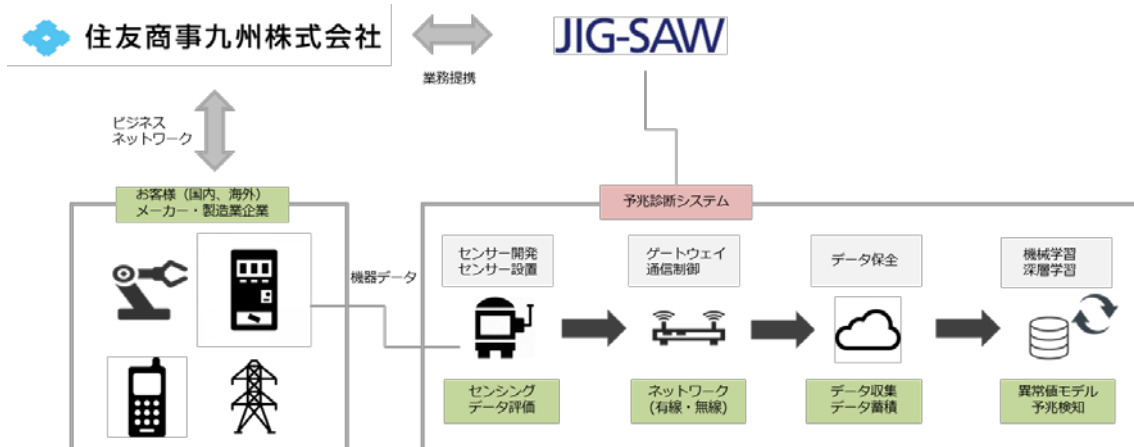 住友商事九州株式会社
JIG-SAW
業務提携
ビジネス
ネットワーク
お客様（国内、海外）
メーカー・製造業企業
予兆診断システム
機器データ
センサー開発
センサー設置
ゲートウェイ
通信制御
データ保全
機械学習
深層学習
センシング
データ評価
ネットワーク
(有線・無線)
データ収集
データ蓄積
異常値モデル
予兆検知